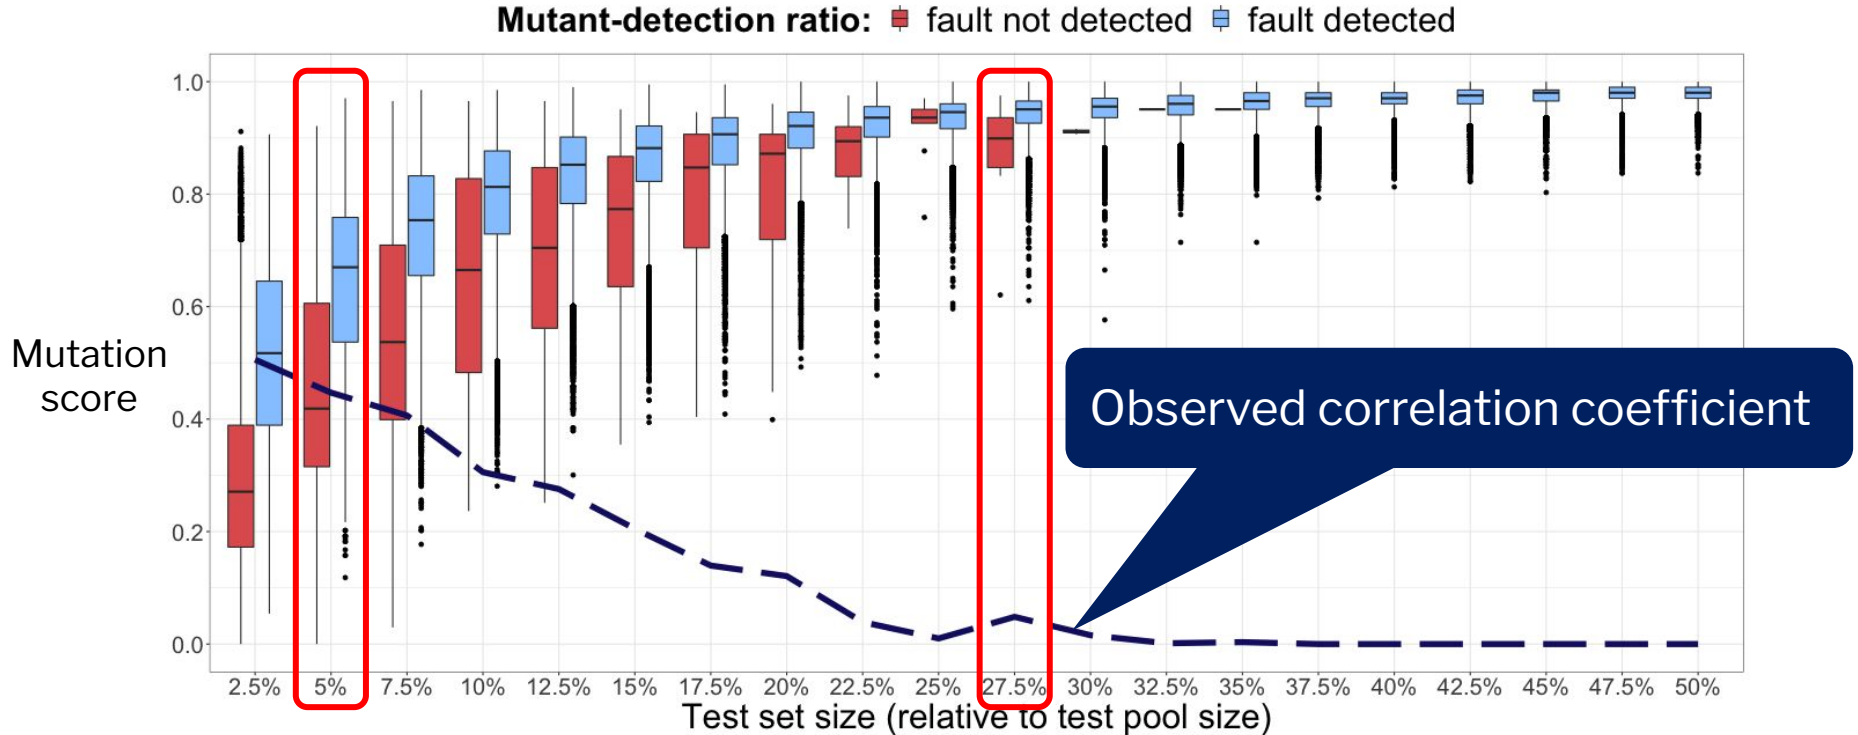 Mutant-detection ratio: fault not detected fault detected
1.0
0.8
0.6
0.4
0.2
0.0
Mutation
score
Observed correlation coefficient
2.5% 5% 7.5% 10% 12.5% 15% 17.5% 20% 22.5% 25% 27.5% 30% 32.5% 35% 37.5% 40% 42.5% 45% 47.5% 50%
Test set size (relative to test pool size)